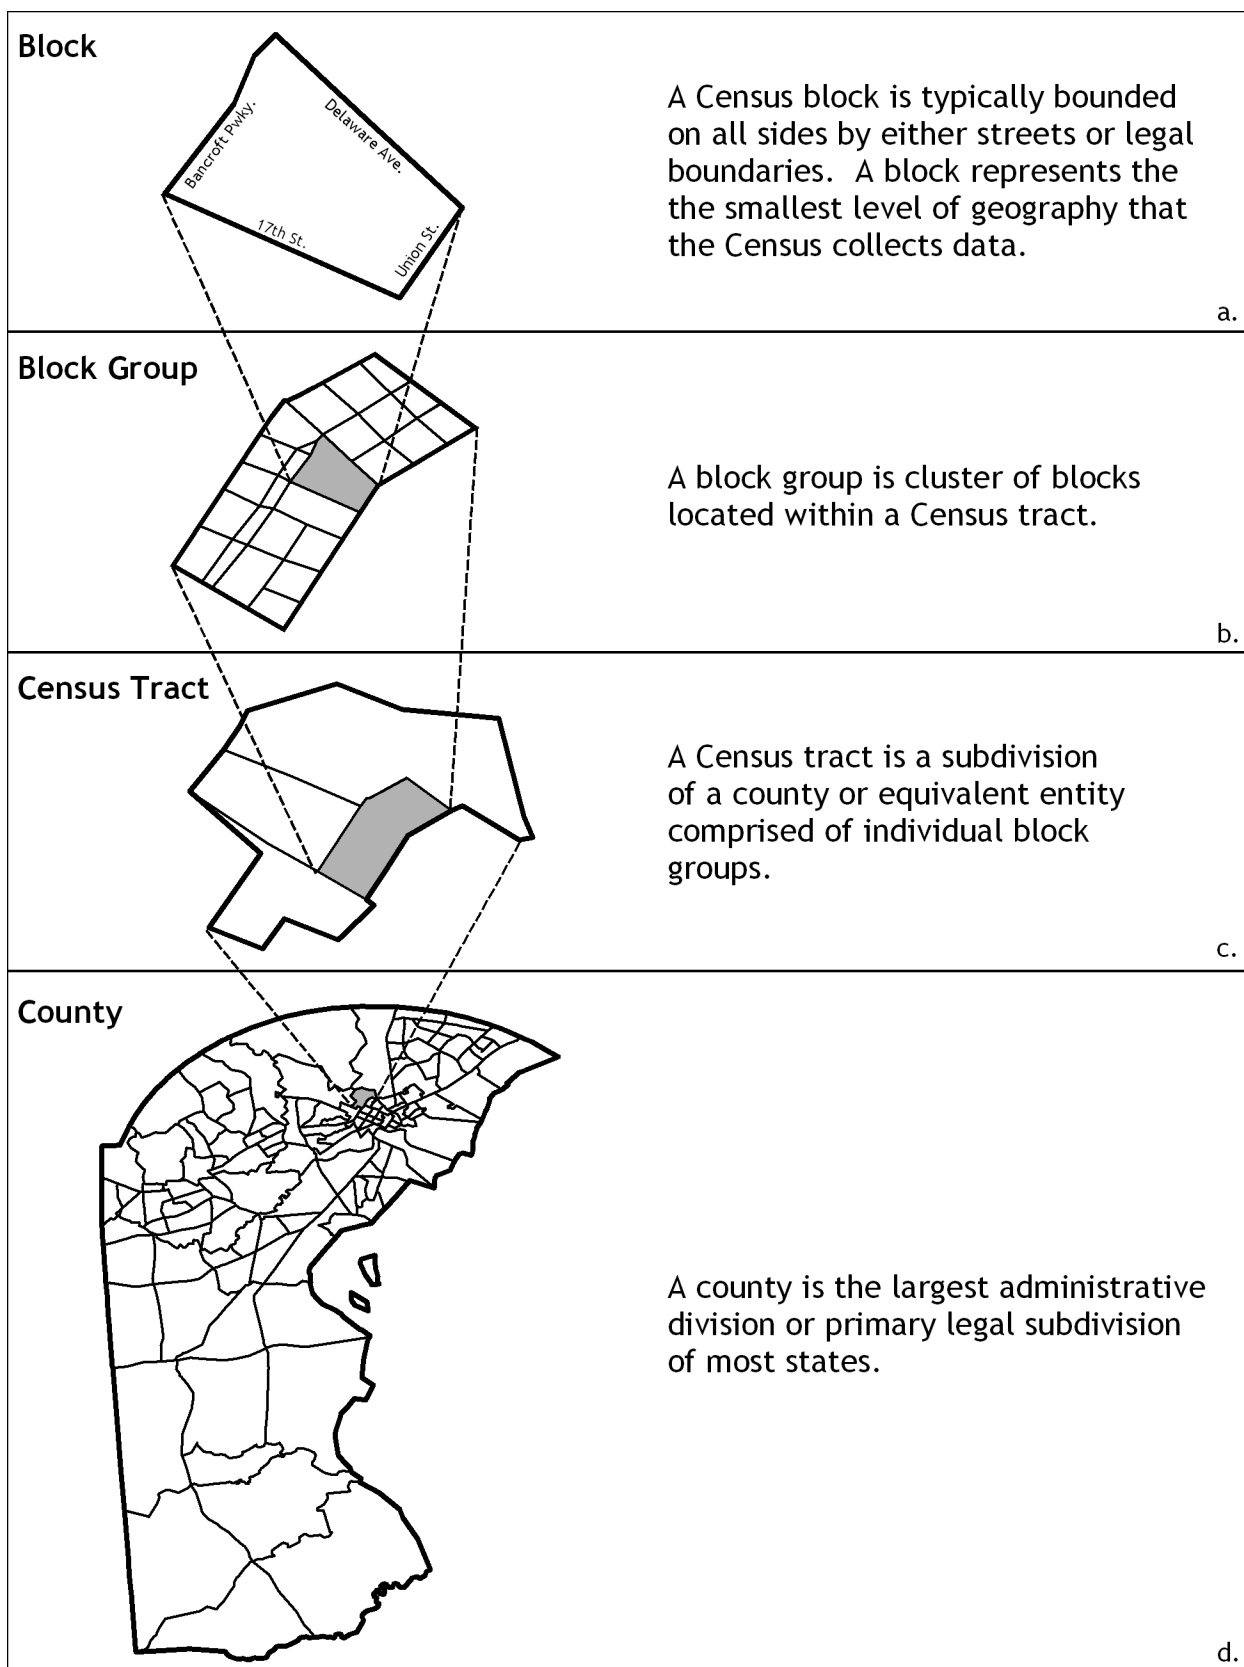 Block
Bancroft Pwky.
Delaware Ave.
17th St.
Union St.
A Census block is typically bounded
on all sides by either streets or legal
boundaries.  A block represents the
the smallest level of geography that
the Census collects data.
a.
Block Group
A block group is cluster of blocks
located within a Census tract.
b.
Census Tract
A Census tract is a subdivision
of a county or equivalent entity
comprised of individual block
groups.
c.
County
A county is the largest administrative
division or primary legal subdivision
of most states.
d.